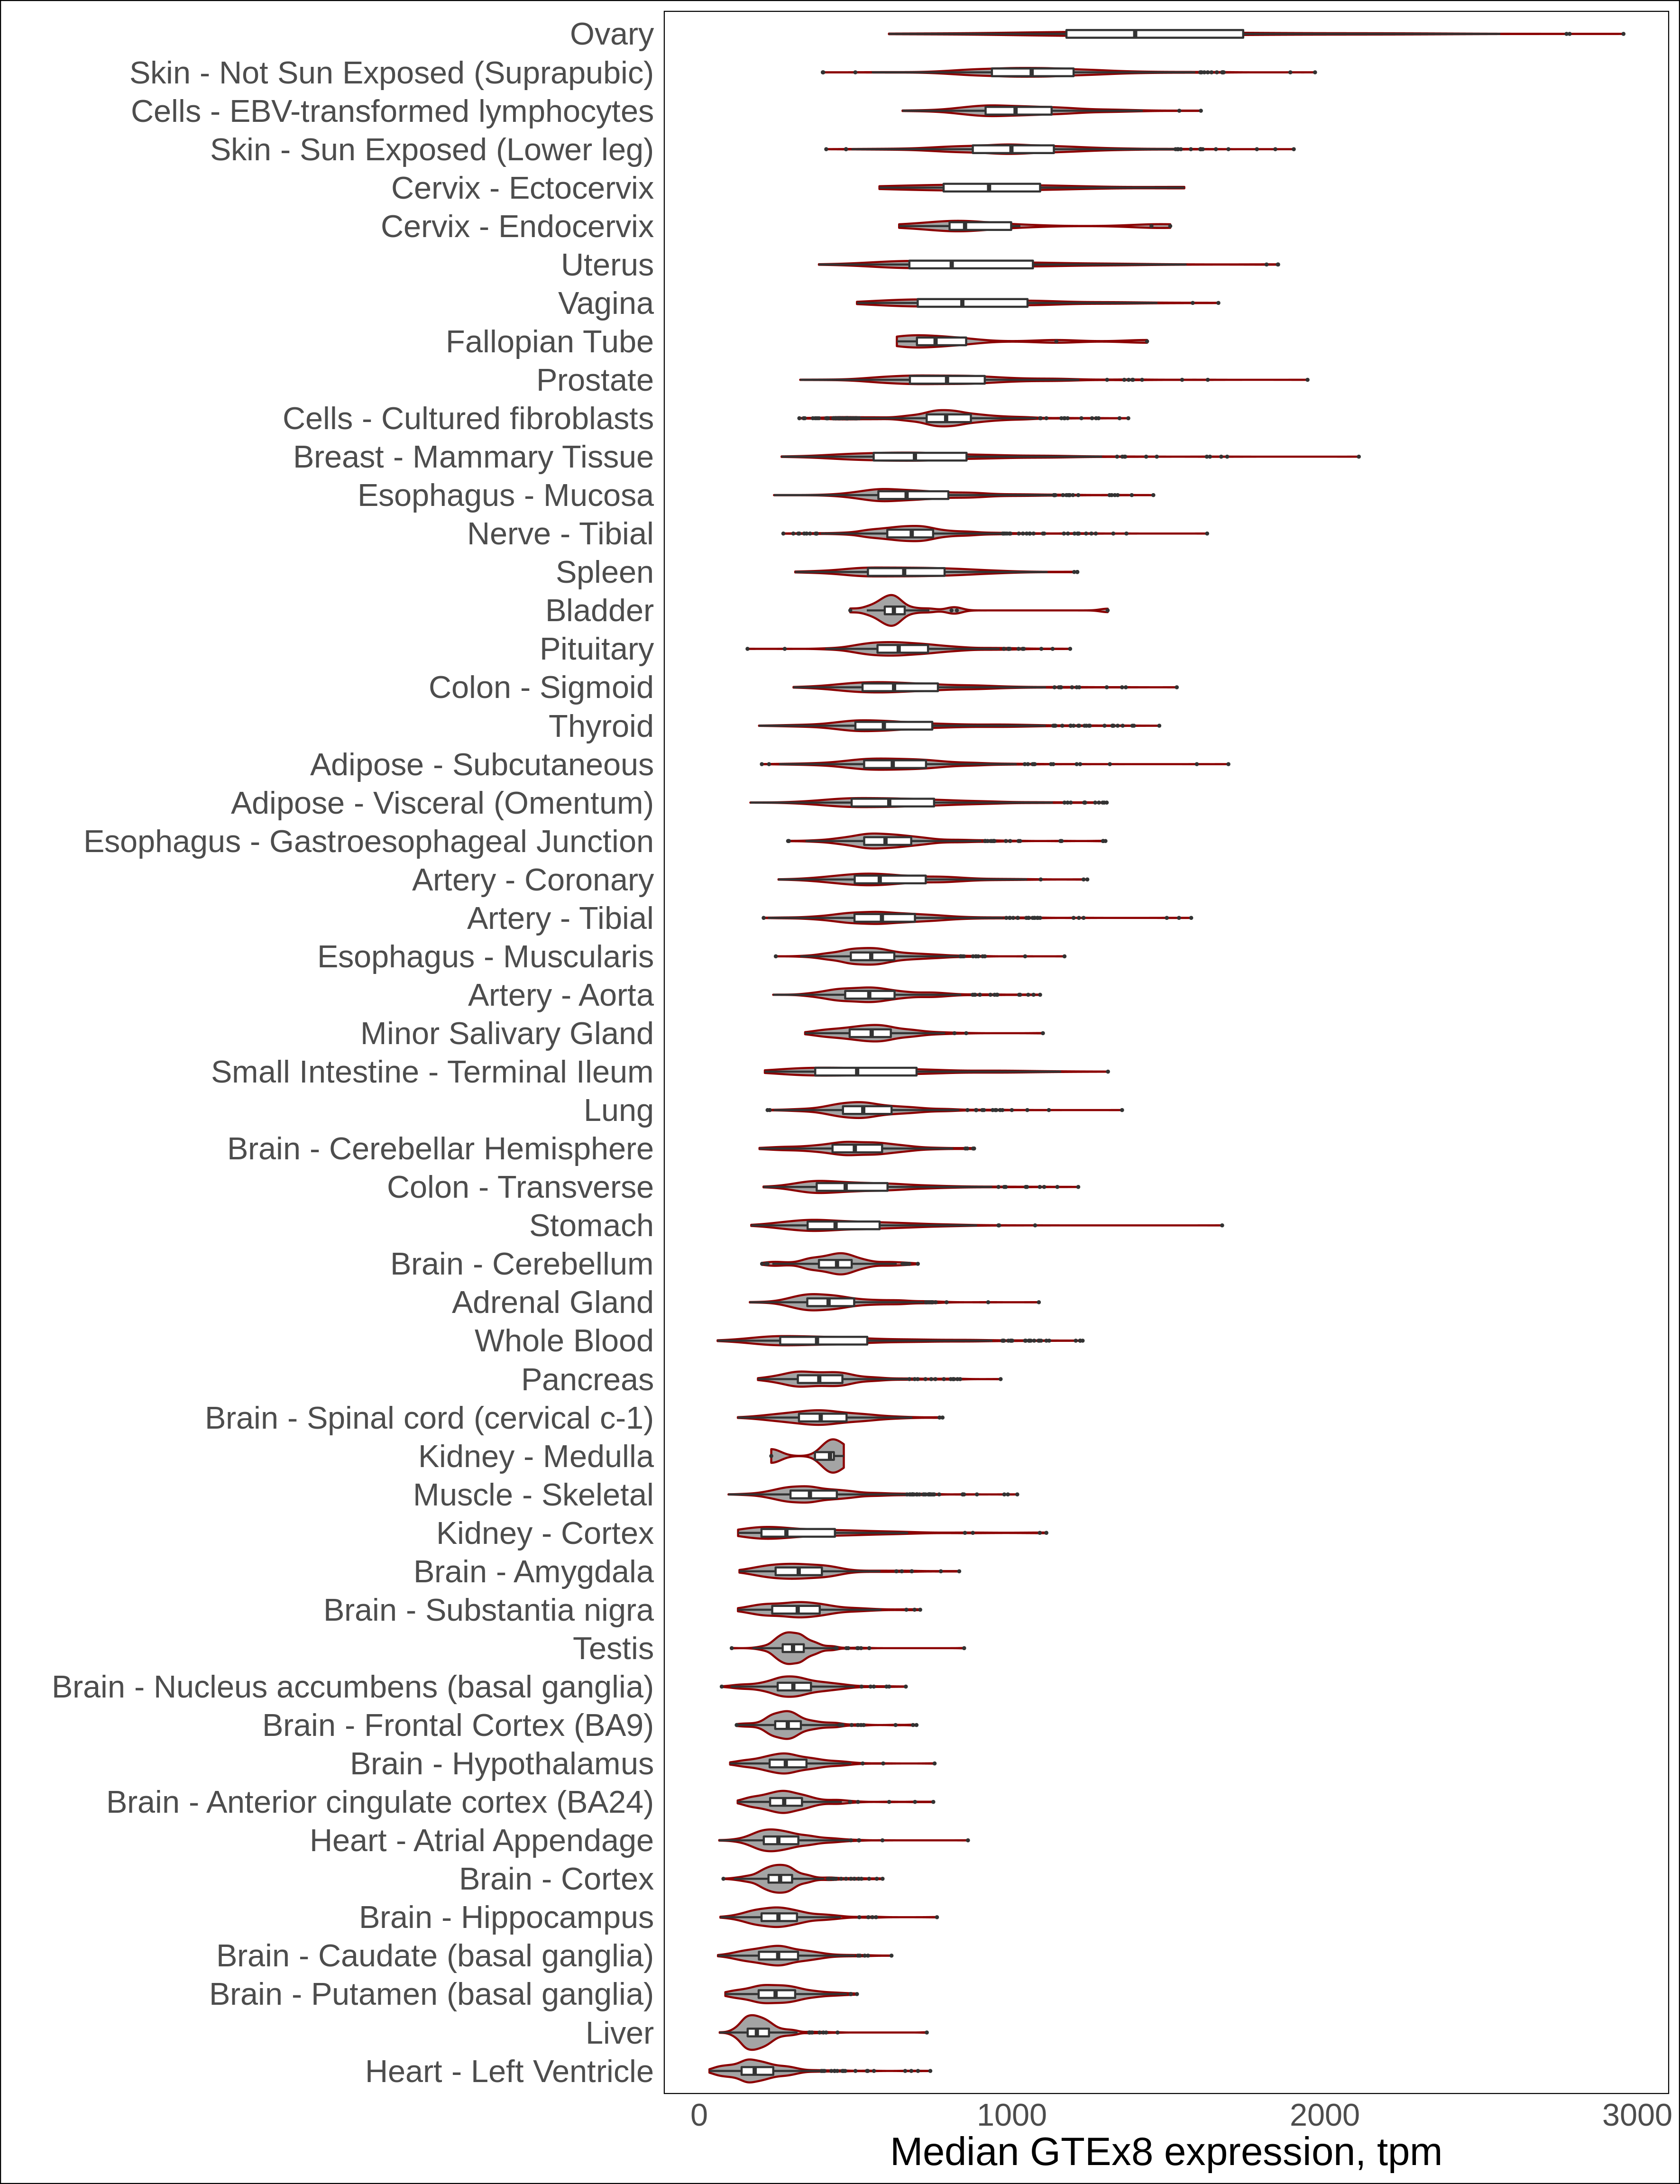 Ovary
Skin - Not Sun Exposed (Suprapubic)
Cells - EBV-transformed lymphocytes
Skin - Sun Exposed (Lower leg)
Cervix - Ectocervix
Cervix - Endocervix
Uterus
Vagina
Fallopian Tube
Prostate
Cells - Cultured fibroblasts
Breast - Mammary Tissue
Esophagus - Mucosa
Nerve - Tibial
Spleen
Bladder
Pituitary
Colon - Sigmoid
Thyroid
Adipose - Subcutaneous
Adipose - Visceral (Omentum)
Esophagus - Gastroesophageal Junction
Artery - Coronary
Artery - Tibial
Esophagus - Muscularis
Artery - Aorta
Minor Salivary Gland
Small Intestine - Terminal Ileum
Lung
Brain - Cerebellar Hemisphere
Colon - Transverse
Stomach
Brain - Cerebellum
Adrenal Gland
Whole Blood
Pancreas
Brain - Spinal cord (cervical c-1)
Kidney - Medulla
Muscle - Skeletal
Kidney - Cortex
Brain - Amygdala
Brain - Substantia nigra
Testis
Brain - Nucleus accumbens (basal ganglia)
Brain - Frontal Cortex (BA9)
Brain - Hypothalamus
Brain - Anterior cingulate cortex (BA24)
Heart - Atrial Appendage
Brain - Cortex
Brain - Hippocampus
Brain - Caudate (basal ganglia)
Brain - Putamen (basal ganglia)
Liver
Heart - Left Ventricle
0 1000 2000 3000
Median GTEx8 expression, tpm